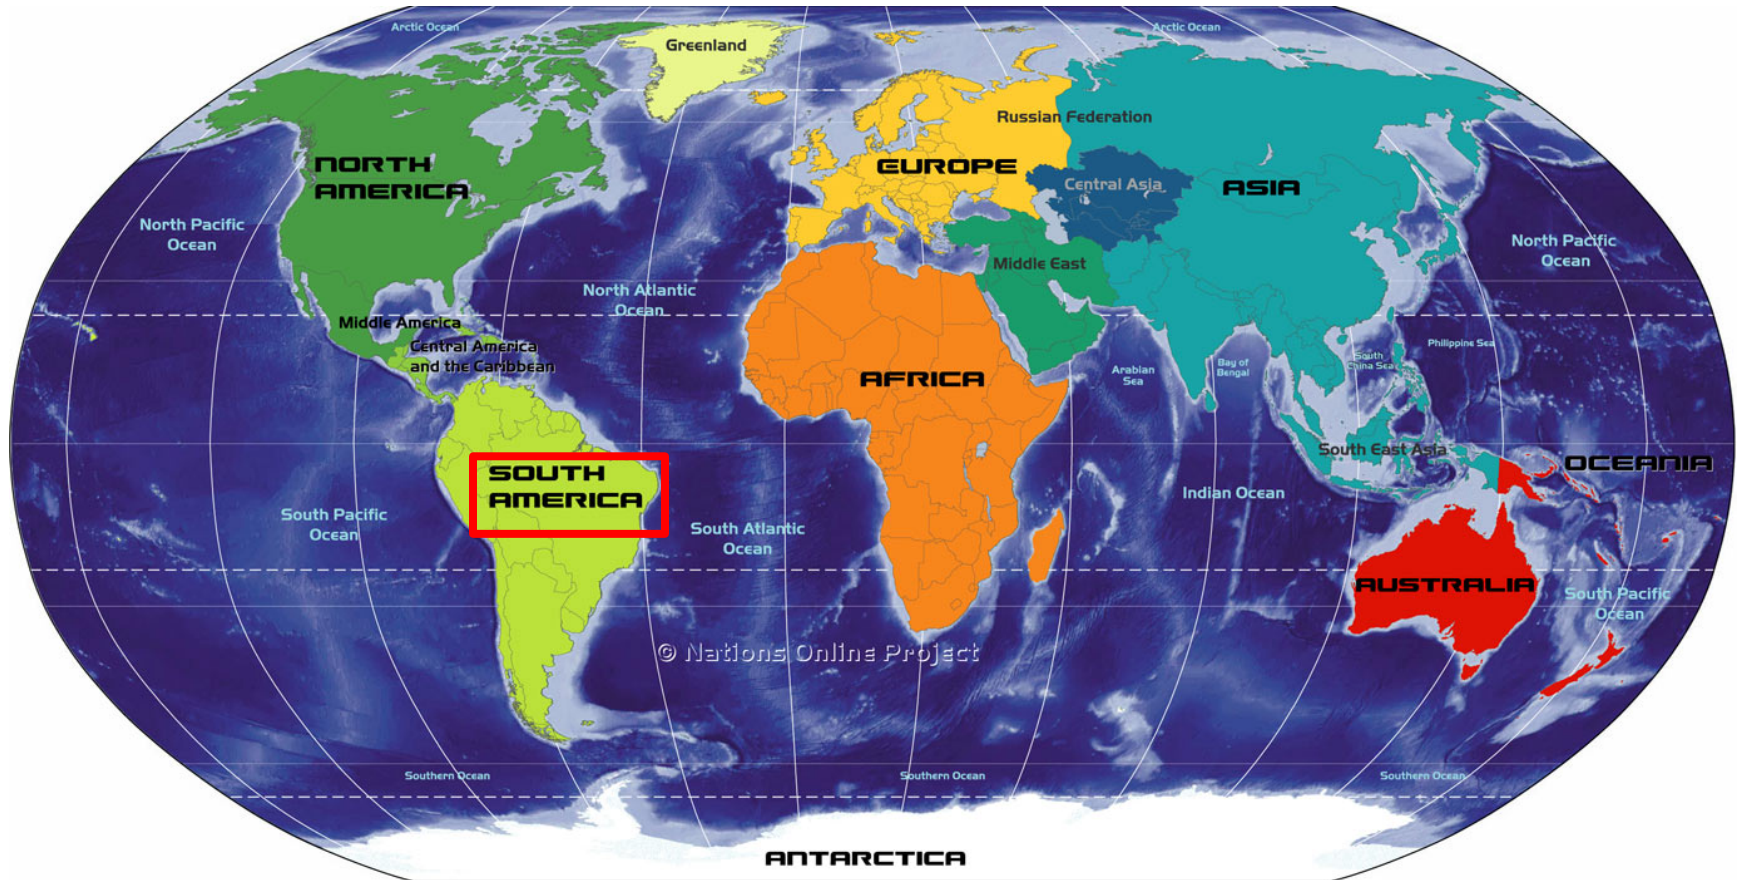 Arctic Ocean
Arctic Ocean
Greenland
Russian Federation
NORTH
AMERICA
EUROPE
Central Asia
ASIA
North Pacific
Ocean
North Pacific
Ocean
Middle East
North Atlantic
Ocean
Middle America
Central America
and the Caribbean
Philippine Sea
South
China Sea
Bay of
Bengal
Arabian
Sea
AFRICA
South East Asia
OCEANIA
SOUTH
AMERICA
Indian Ocean
South Pacific
Ocean
South Atlantic
Ocean
AUSTRALIA
South Pacific
Ocean
© Nations Online Project
Southern Ocean
Southern Ocean
Southern Ocean
ANTARCTICA